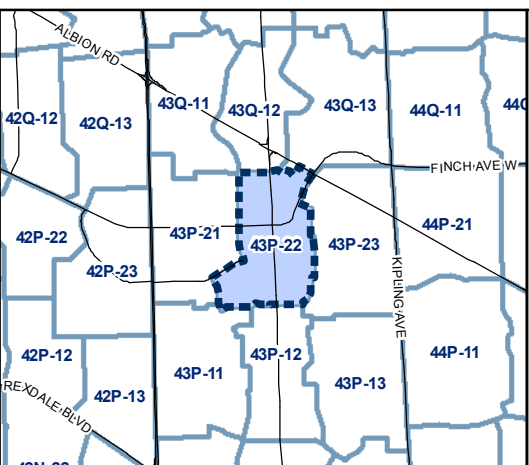 ALBION RD
43Q-11
43Q-12
43Q-13
44Q-11
42Q-12
42Q-13
FINCH AVE W
44P-21
43P-21
42P-22
43P-22
43P-23
42P-23
KIPLING AVE
42P-12
43P-12
44P-11
43P-11
43P-13
42P-13
REXDALE BLVD